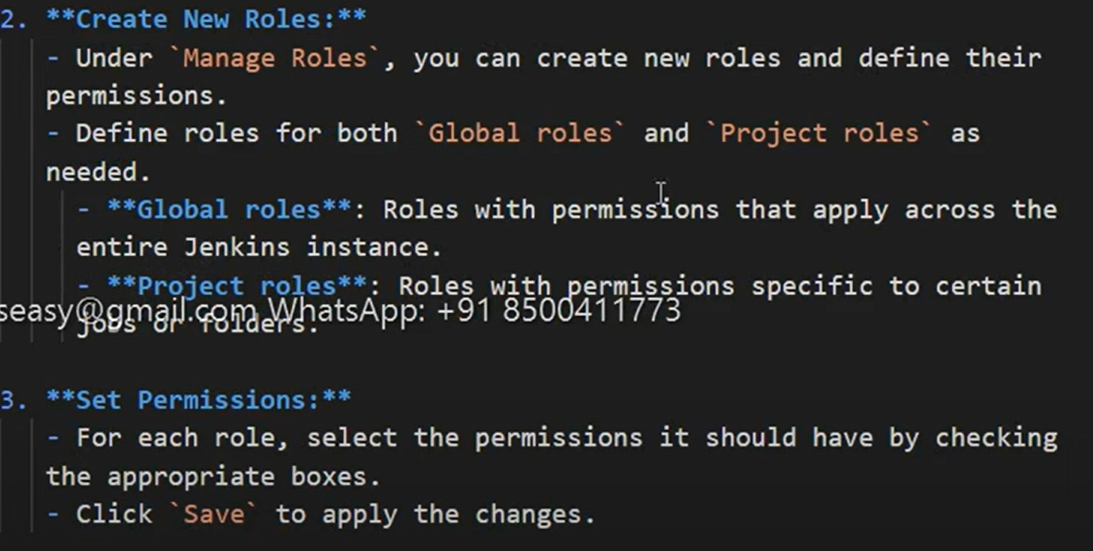 2. **Create New Roles:**
- Under `Manage Roles`, you can create new roles and define their
permissions.
- Define roles for both `Global roles` and `Project roles` as
needed.
- **Global roles**: Roles with permissions that apply across the
entire Jenkins instance.
- **Project roles**: Roles with permissions specific to certain
seasy@gmail.com WhatsApp: +91 8500411773
jobs or folders.
3. **Set Permissions:**
- For each role, select the permissions it should have by checking
the appropriate boxes.
- Click `Save` to apply the changes.